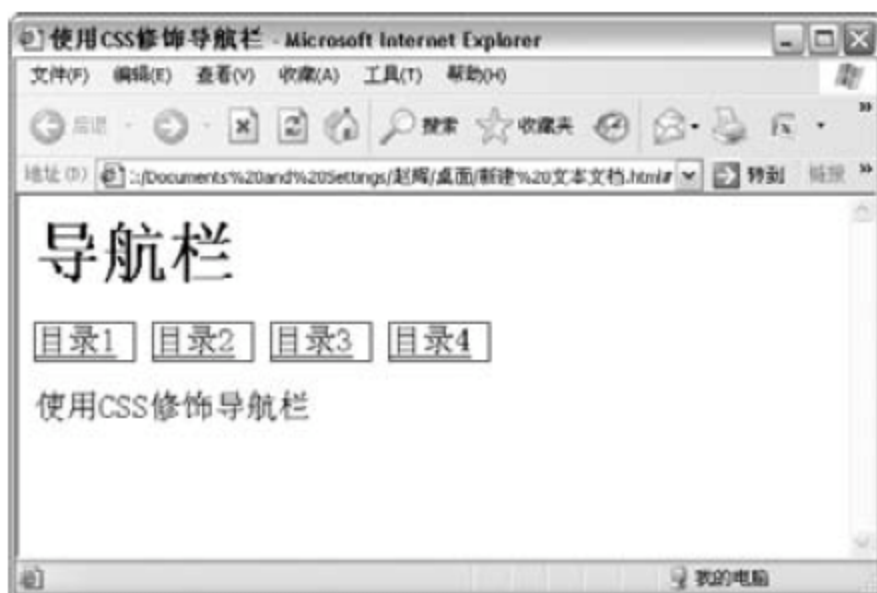 使用CSS修饰导航栏 - Microsoft Internet Explorer
文件(F) 编辑(E) 查看(V) 收藏(A) 工具(T) 帮助(H)
后退 搜索 收藏夹 »
地址(D) :/Documents%20and%20Settings/赵辉/桌面/新建%20文本文档.html# 转到 链接 »
导航栏
目录1 目录2 目录3 目录4
使用CSS修饰导航栏
我的电脑